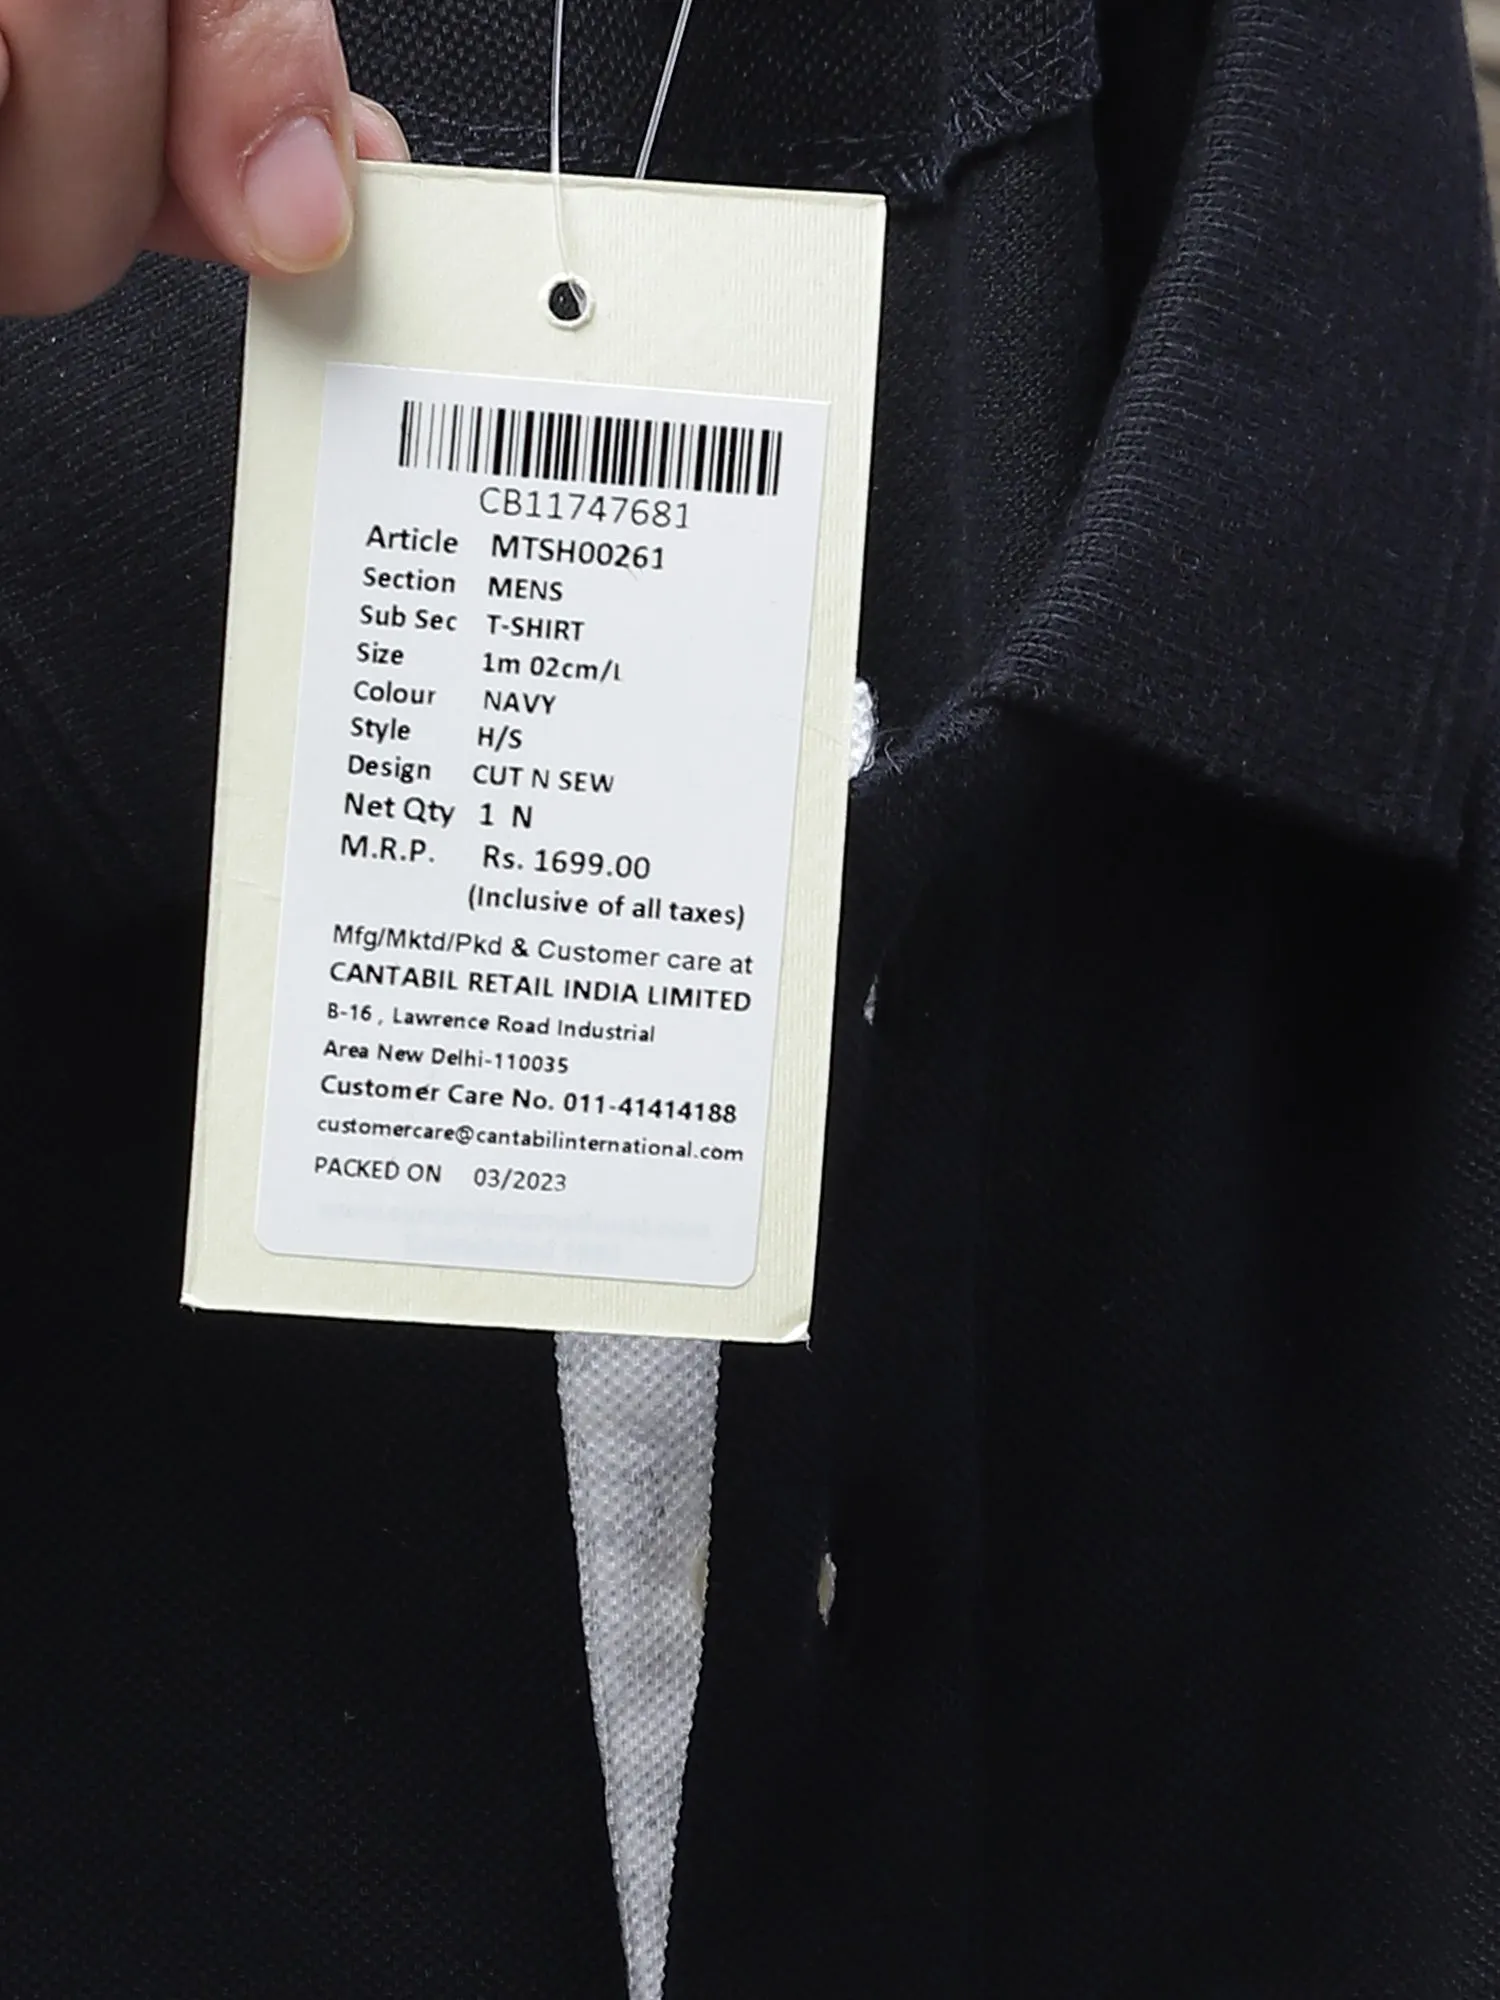 CB11747681
Article MTSH00261
Section MENS
Sub Sec T-SHIRT
Size 1m 02cm/L
Colour NAVY
Style H/S
Design CUT N SEW
Net Qty 1 N
M.R.P. Rs. 1699.00
(Inclusive of all taxes)
Mfg/Mktd/Pkd & Customer care at
CANTABIL RETAIL INDIA LIMITED
B-16 , Lawrence Road Industrial
Area New Delhi-110035
Customer Care No. 011-41414188
customercare@cantabilinternational.com
PACKED ON 03/2023